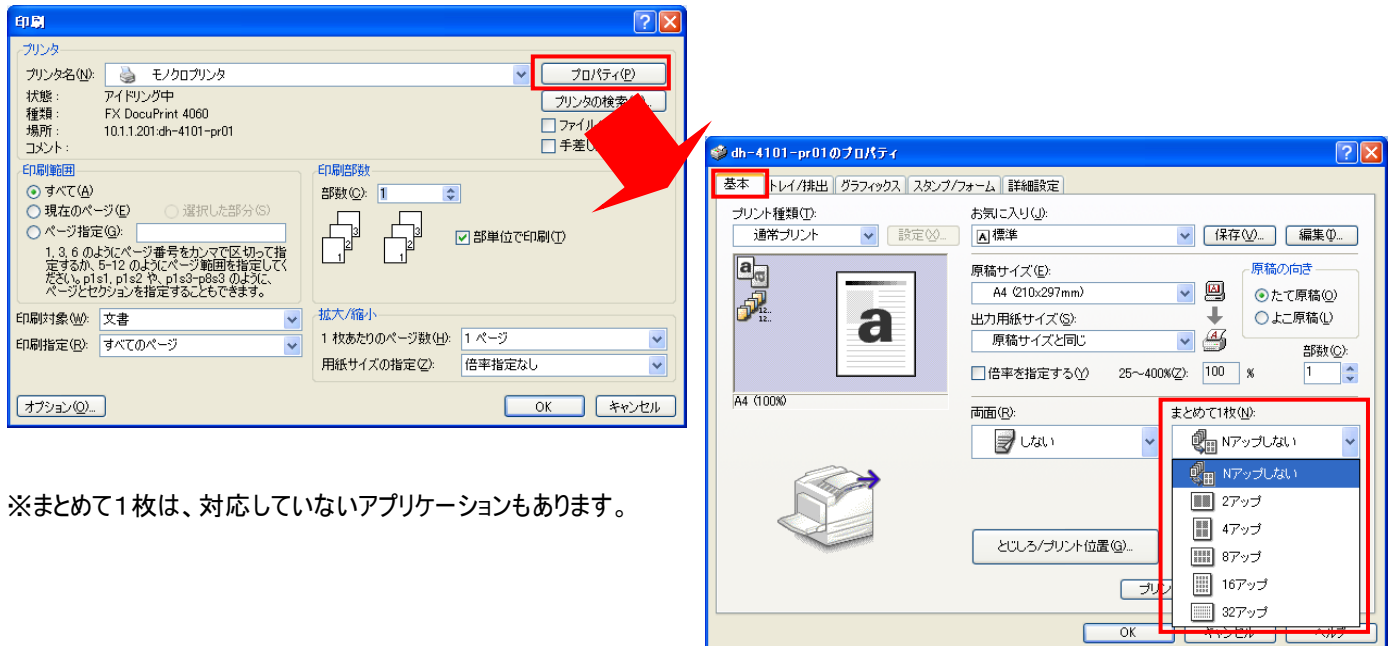 印刷
プリンタ
プリンタ名(N): モノクロプリンタ
プロパティ(P)
状態： アイドリング中
プリンタの検索
種類： FX DocuPrint 4060
場所： 10.1.1.201:dh-4101-pr01
コメント：
手差し
印刷範囲
すべて(A)
現在のページ(E) 選択した部分(S)
ページ指定(G):
1, 3, 6 のようにページ番号をカンマで区切って指
定するか、5-12 のようにページ範囲を指定してく
ださい。p1s1, p1s2 や、p1s3-p8s3 のように、
ページとセクションを指定することもできます。
印刷部数
部数(C): 1
1 2 3 1 2 3
部単位で印刷(T)
印刷対象(W): 文書
印刷指定(R): すべてのページ
拡大/縮小
1 枚あたりのページ数(H): 1 ページ
用紙サイズの指定(Z): 倍率指定なし
オプション(O)...
OK キャンセル
※まとめて１枚は、対応していないアプリケーションもあります。
dh-4101-pr01のプロパティ
基本 トレイ/排出 グラフィックス スタンプ/フォーム 詳細設定
プリント種類(T):
通常プリント 設定(X)...
お気に入り(J):
標準 保存(V)... 編集(I)...
原稿サイズ(E):
A4 (210x297mm)
原稿の向き
たて原稿(O)
よこ原稿(L)
出力用紙サイズ(S):
原稿サイズと同じ
部数(C):
1
倍率を指定する(Y) 25～400%(Z): 100 %
a
A4 (100%)
両面(R):
しない
まとめて1枚(N):
Nアップしない
Nアップしない
2アップ
4アップ
8アップ
16アップ
32アップ
とじしろ/プリント位置(G)...
OK キャンセル ヘルプ